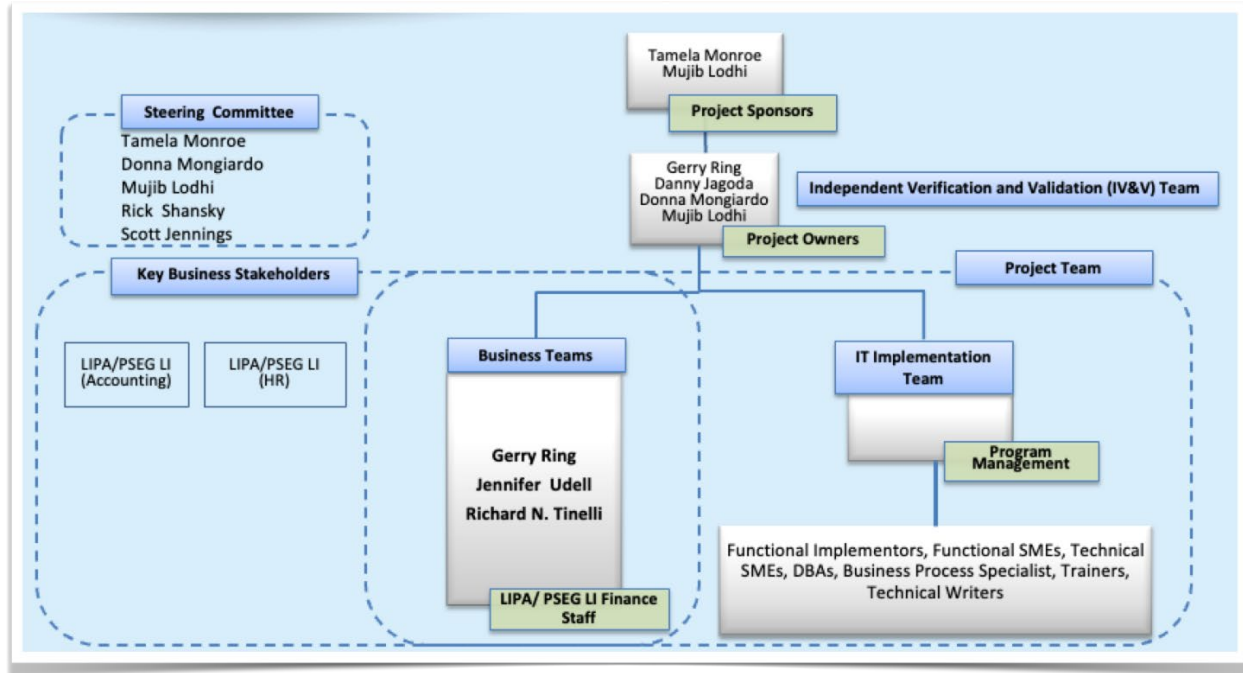 Tamela Monroe
Mujib Lodhi
Project Sponsors
Steering Committee
Tamela Monroe
Donna Mongiardo
Mujib Lodhi
Rick Shansky
Scott Jennings
Gerry Ring
Danny Jagoda
Donna Mongiardo
Mujib Lodhi
Project Owners
Independent Verification and Validation (IV&V) Team
Key Business Stakeholders
Project Team
LIPA/PSEG LI
(Accounting)
LIPA/PSEG LI
(HR)
Business Teams
Gerry Ring
Jennifer Udell
Richard N. Tinelli
LIPA/ PSEG LI Finance
Staff
IT Implementation
Team
Program
Management
Functional Implementors, Functional SMEs, Technical
SMEs, DBAs, Business Process Specialist, Trainers,
Technical Writers